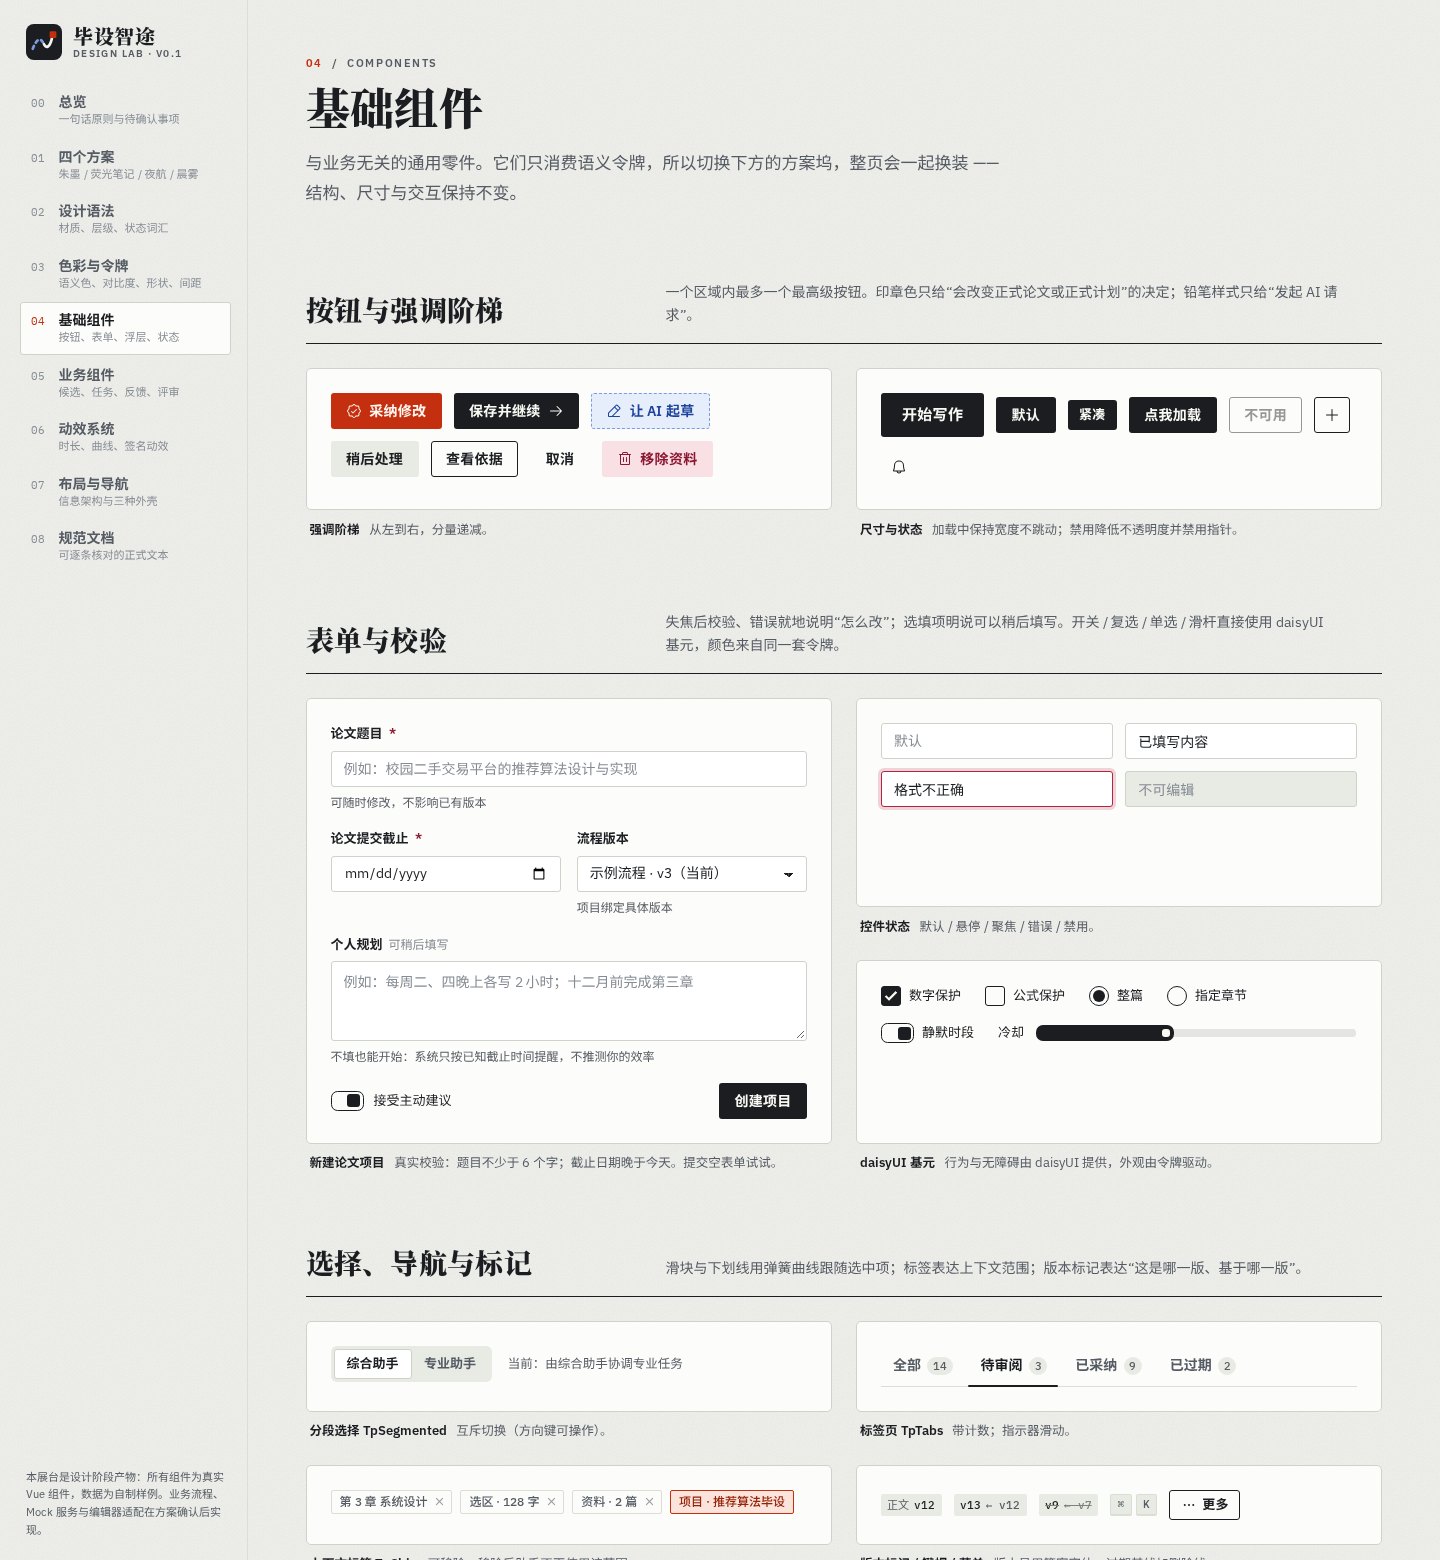 毕设智途
DESIGN LAB · V0.1
00 总览
一句话原则与待确认事项
01 四个方案
朱墨 / 荧光笔记 / 夜航 / 晨雾
02 设计语法
材质、层级、状态词汇
03 色彩与令牌
语义色、对比度、形状、间距
04 基础组件
按钮、表单、浮层、状态
05 业务组件
候选、任务、反馈、评审
06 动效系统
时长、曲线、签名动效
07 布局与导航
信息架构与三种外壳
08 规范文档
可逐条核对的正式文本
本展台是设计阶段产物：所有组件为真实
Vue 组件，数据为自制样例。业务流程、
Mock 服务与编辑器适配在方案确认后实
现。
04 / COMPONENTS
基础组件
与业务无关的通用零件。它们只消费语义令牌，所以切换下方的方案坞，整页会一起换装 ——
结构、尺寸与交互保持不变。
按钮与强调阶梯
一个区域内最多一个最高级按钮。印章色只给“会改变正式论文或正式计划”的决定；铅笔样式只给“发起 AI 请
求”。
采纳修改 保存并继续 → 让 AI 起草
稍后处理 查看依据 取消 移除资料
强调阶梯 从左到右，分量递减。
开始写作 默认 紧凑 点我加载 不可用 +
尺寸与状态 加载中保持宽度不跳动；禁用降低不透明度并禁用指针。
表单与校验
失焦后校验、错误就地说明“怎么改”；选填项明说可以稍后填写。开关 / 复选 / 单选 / 滑杆直接使用 daisyUI
基元，颜色来自同一套令牌。
论文题目 *
例如：校园二手交易平台的推荐算法设计与实现
可随时修改，不影响已有版本
论文提交截止 * 流程版本
mm/dd/yyyy 示例流程 · v3（当前）
项目绑定具体版本
个人规划 可稍后填写
例如：每周二、四晚上各写 2 小时；十二月前完成第三章
不填也能开始：系统只按已知截止时间提醒，不推测你的效率
接受主动建议 创建项目
新建论文项目 真实校验：题目不少于 6 个字；截止日期晚于今天。提交空表单试试。
默认 已填写内容
格式不正确 不可编辑
控件状态 默认 / 悬停 / 聚焦 / 错误 / 禁用。
数字保护 公式保护 整篇 指定章节
静默时段 冷却
daisyUI 基元 行为与无障碍由 daisyUI 提供，外观由令牌驱动。
选择、导航与标记
滑块与下划线用弹簧曲线跟随选中项；标签表达上下文范围；版本标记表达“这是哪一版、基于哪一版”。
综合助手 专业助手 当前：由综合助手协调专业任务
分段选择 TpSegmented 互斥切换（方向键可操作）。
全部 14 待审阅 3 已采纳 9 已过期 2
标签页 TpTabs 带计数；指示器滑动。
第 3 章 系统设计 × 选区 · 128 字 × 资料 · 2 篇 × 项目 · 推荐算法毕设
正文 v12 v13 ← v12 v9 ← v7 ⌘ K ··· 更多